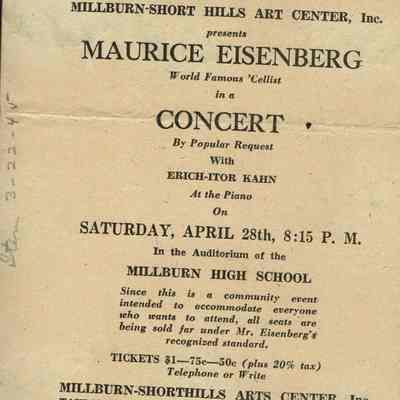 MILLBURN-SHORT HILLS ART CENTER, Inc.
presents
MAURICE EISENBERG
World Famous 'Cellist
in a
CONCERT
By Popular Request
With
ERICH-ITOR KAHN
At the Piano
On
SATURDAY, APRIL 28th, 8:15 P. M.
In the Auditorium of the
MILLBURN HIGH SCHOOL
Since this is a community event
intended to accommodate everyone
who wants to attend, all seats are
being sold far under Mr. Eisenberg's
recognized standard.
TICKETS $1—75c—50c (plus 20% tax)
Telephone or Write
MILLBURN-SHORTHILLS ARTS CENTER, Inc.
3-22-45